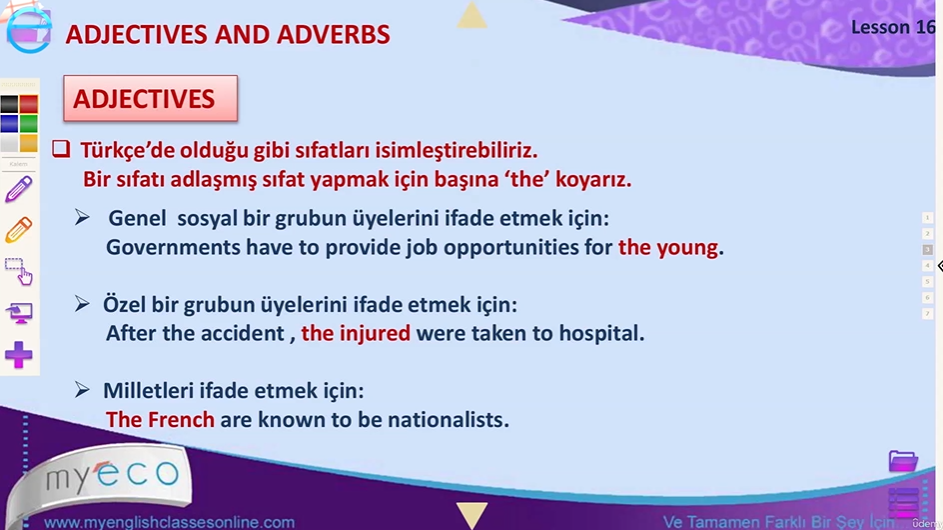 ADJECTIVES AND ADVERBS
Lesson 16
ADJECTIVES
Türkçe’de olduğu gibi sıfatları isimleştirebiliriz.
Bir sıfatı adlaşmış sıfat yapmak için başına ‘the’ koyarız.
Genel sosyal bir grubun üyelerini ifade etmek için:
Governments have to provide job opportunities for the young.
Özel bir grubun üyelerini ifade etmek için:
After the accident , the injured were taken to hospital.
Milletleri ifade etmek için:
The French are known to be nationalists.
Kalem
1
2
3
4
5
6
7
myeco
www.myenglishclassesonline.com
Ve Tamamen Farklı Bir Şey İçin...
ûdemy